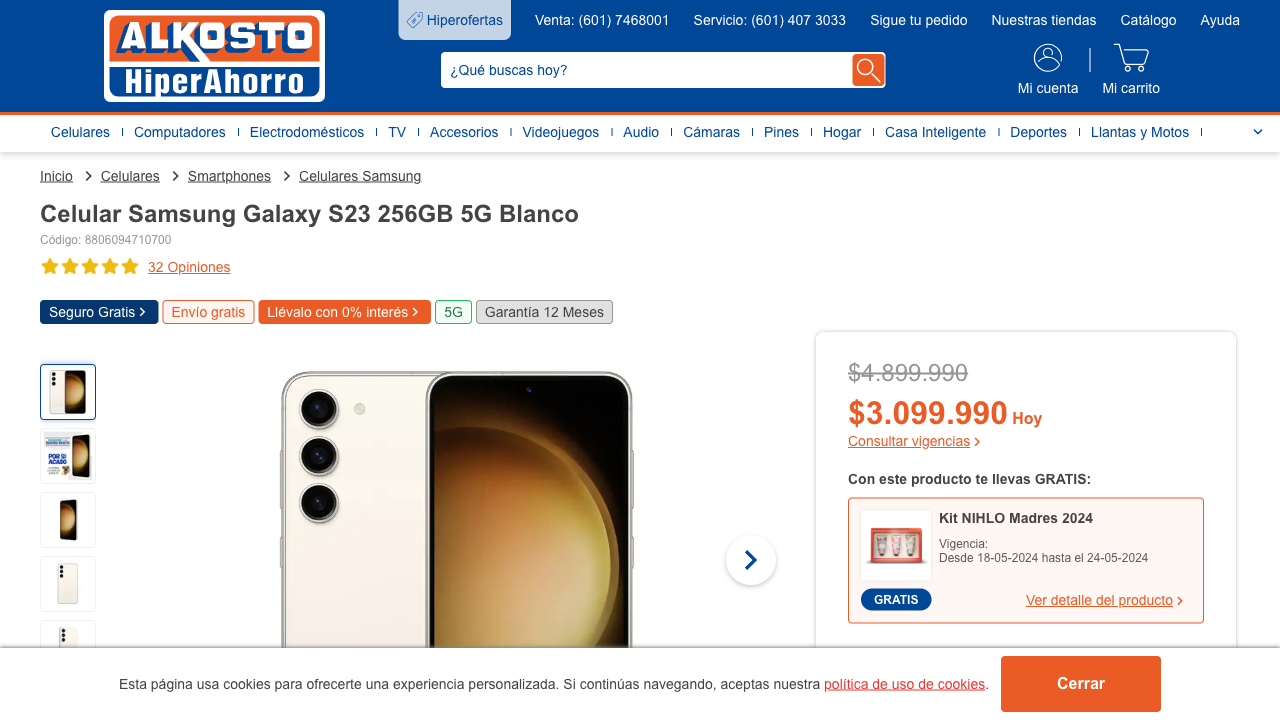 ALKOSTO
HiperAhorro
Hiperofertas
Venta: (601) 7468001
Servicio: (601) 407 3033
Sigue tu pedido
Nuestras tiendas
Catálogo
Ayuda
¿Qué buscas hoy?
Mi cuenta
Mi carrito
Celulares
Computadores
Electrodomésticos
TV
Accesorios
Videojuegos
Audio
Cámaras
Pines
Hogar
Casa Inteligente
Deportes
Llantas y Motos
Inicio
Celulares
Smartphones
Celulares Samsung
Celular Samsung Galaxy S23 256GB 5G Blanco
Código: 8806094710700
32 Opiniones
Seguro Gratis
Envío gratis
Llévalo con 0% interés
5G
Garantía 12 Meses
POR SI
ACASO
$4.899.990
$3.099.990 Hoy
Consultar vigencias
Con este producto te llevas GRATIS:
Kit NIHLO Madres 2024
Vigencia:
Desde 18-05-2024 hasta el 24-05-2024
GRATIS
Ver detalle del producto
Esta página usa cookies para ofrecerte una experiencia personalizada. Si continúas navegando, aceptas nuestra política de uso de cookies.
Cerrar